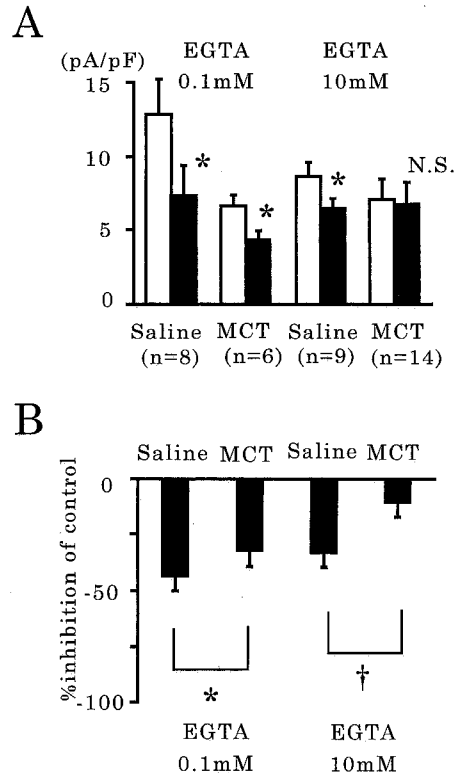 A
(pA/pF)
EGTA EGTA
0.1mM 10mM
15
10
5
0
*
*
*
N.S.
Saline MCT Saline MCT
(n=8) (n=6) (n=9) (n=14)
B
Saline MCT Saline MCT
%inhibition of control
0
-50
-100
* †
EGTA EGTA
0.1mM 10mM